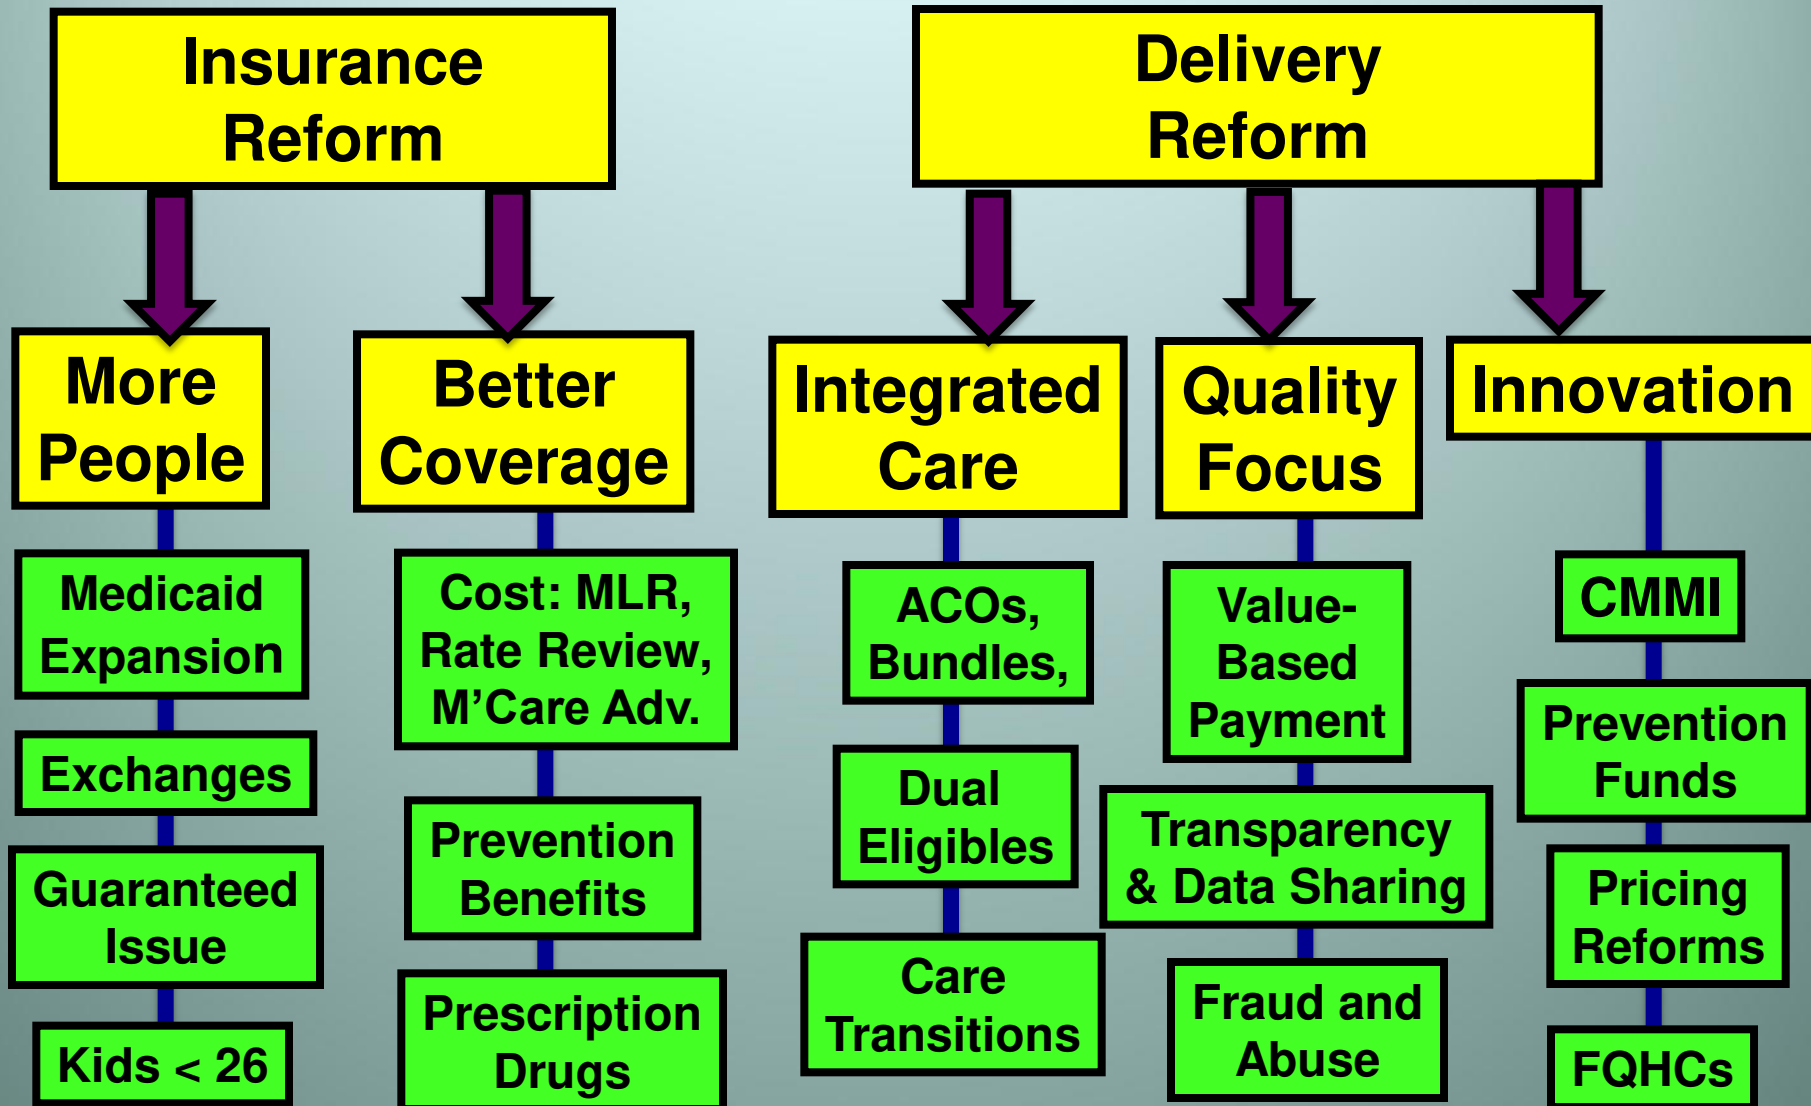 Insurance
Reform
Delivery
Reform
More
People
Better
Coverage
Integrated
Care
Quality
Focus
Innovation
Medicaid
Expansion
Exchanges
Guaranteed
Issue
Kids < 26
Cost: MLR,
Rate Review,
M’Care Adv.
Prevention
Benefits
Prescription
Drugs
ACOs,
Bundles,
Dual
Eligibles
Care
Transitions
Value-
Based
Payment
Transparency
& Data Sharing
Fraud and
Abuse
CMMI
Prevention
Funds
Pricing
Reforms
FQHCs